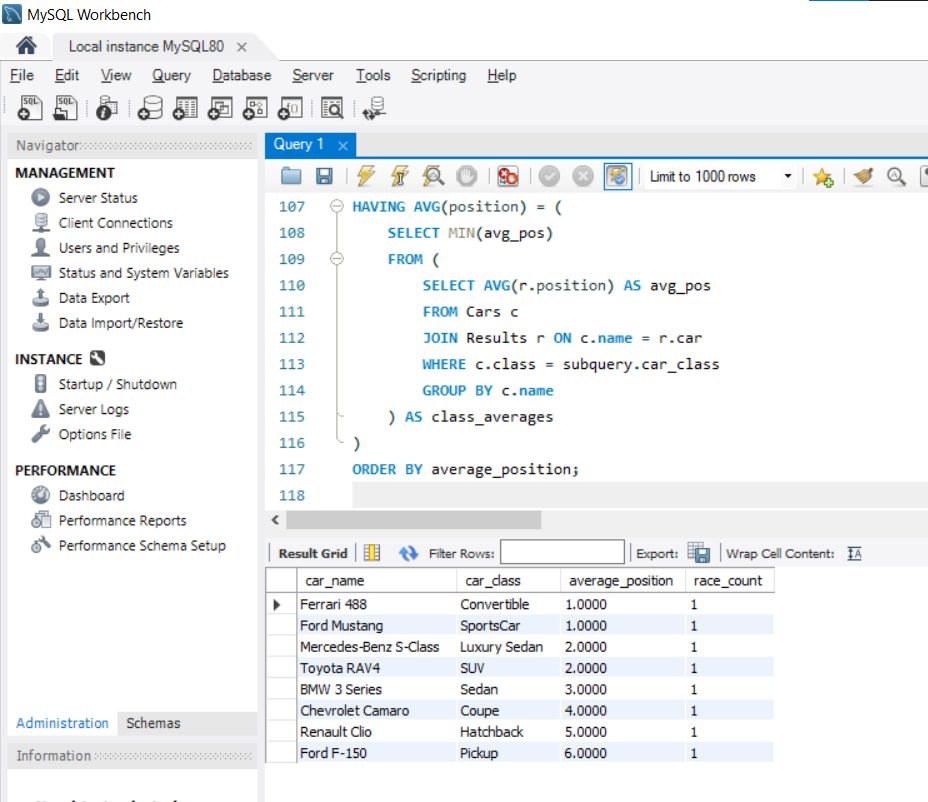 MySQL Workbench
Local instance MySQL80
File Edit View Query Database Server Tools Scripting Help
SQL SQL
Navigator
MANAGEMENT
Server Status
Client Connections
Users and Privileges
Status and System Variables
Data Export
Data Import/Restore
INSTANCE
Startup / Shutdown
Server Logs
Options File
PERFORMANCE
Dashboard
Performance Reports
Performance Schema Setup
Administration Schemas
Information
Query 1
Limit to 1000 rows
107 HAVING AVG(position) = (
108 SELECT MIN(avg_pos)
109 FROM (
110 SELECT AVG(r.position) AS avg_pos
111 FROM Cars c
112 JOIN Results r ON c.name = r.car
113 WHERE c.class = subquery.car_class
114 GROUP BY c.name
115 ) AS class_averages
116 )
117 ORDER BY average_position;
118
Result Grid Filter Rows: Export: Wrap Cell Content:
car_name car_class average_position race_count
Ferrari 488 Convertible 1.0000 1
Ford Mustang SportsCar 1.0000 1
Mercedes-Benz S-Class Luxury Sedan 2.0000 1
Toyota RAV4 SUV 2.0000 1
BMW 3 Series Sedan 3.0000 1
Chevrolet Camaro Coupe 4.0000 1
Renault Clio Hatchback 5.0000 1
Ford F-150 Pickup 6.0000 1